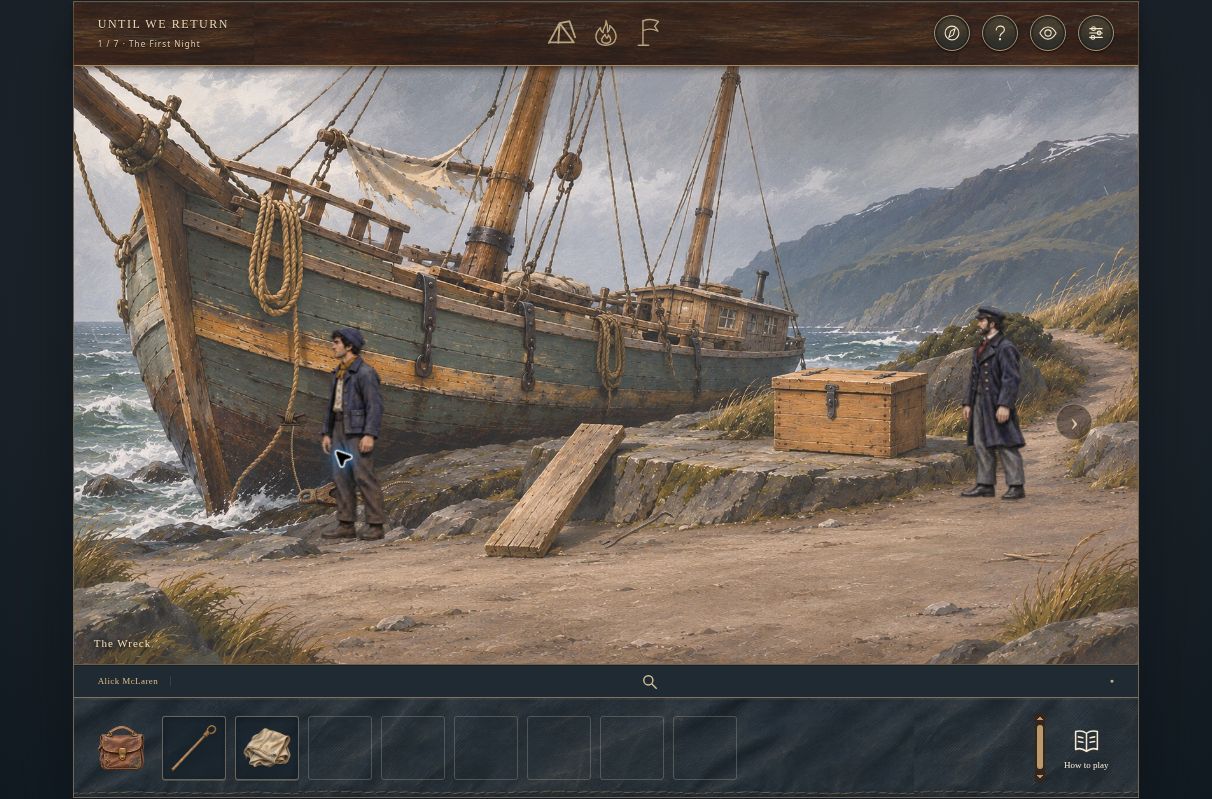 UNTIL WE RETURN
1 / 7 · The First Night
The Wreck
Alick McLaren
How to play